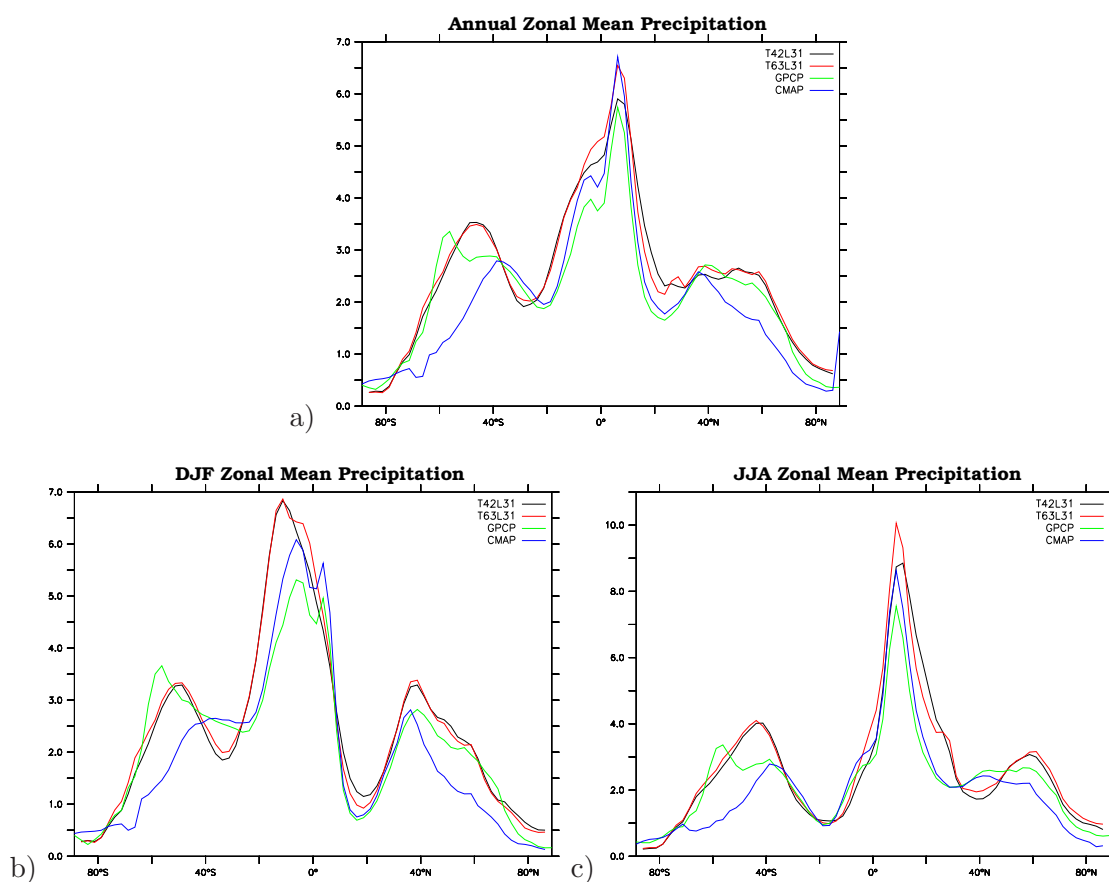 Annual Zonal Mean Precipitation
7.0
6.0
5.0
4.0
3.0
2.0
1.0
0.0
T42L31
T63L31
GPCP
CMAP
80°S
40°S
0°
40°N
80°N
a)
DJF Zonal Mean Precipitation
7.0
6.0
5.0
4.0
3.0
2.0
1.0
0.0
T42L31
T63L31
GPCP
CMAP
80°S
40°S
0°
40°N
80°N
b)
JJA Zonal Mean Precipitation
10.0
8.0
6.0
4.0
2.0
0.0
T42L31
T63L31
GPCP
CMAP
80°S
40°S
0°
40°N
80°N
c)